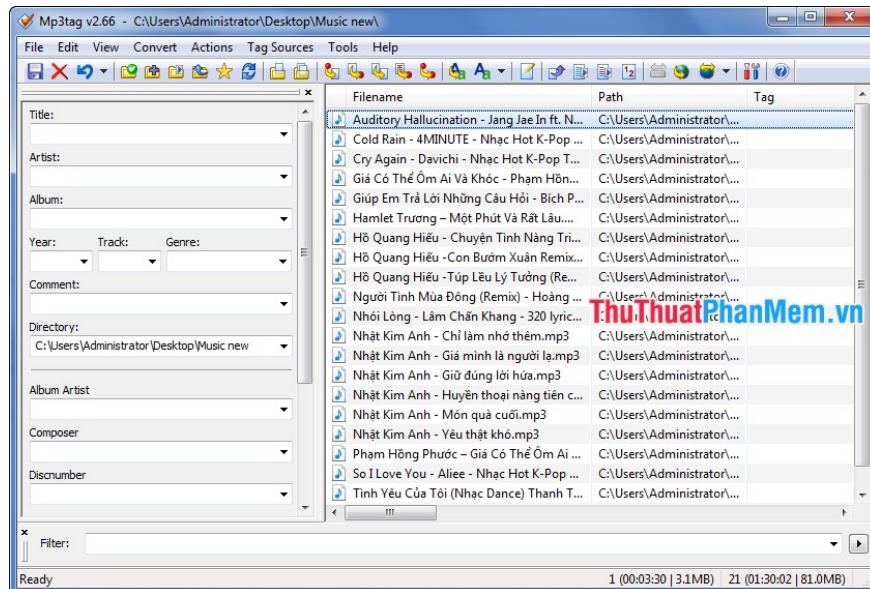 Mp3tag v2.66 - C:\Users\Administrator\Desktop\Music new\
File Edit View Convert Actions Tag Sources Tools Help
Filename Path Tag
Title:
Artist:
Album:
Year: Track: Genre:
Comment:
Directory:
C:\Users\Administrator\Desktop\Music new
Album Artist
Composer
Discnumber
Auditory Hallucination - Jang Jae In ft. N... C:\Users\Administrator\...
Cold Rain - 4MINUTE - Nhạc Hot K-Pop ... C:\Users\Administrator\...
Cry Again - Davichi - Nhạc Hot K-Pop T... C:\Users\Administrator\...
Giá Có Thể Ôm Ai Và Khóc - Phạm Hồn... C:\Users\Administrator\...
Giúp Em Trả Lời Những Câu Hỏi - Bích P... C:\Users\Administrator\...
Hamlet Trương – Một Phút Và Rất Lâu.... C:\Users\Administrator\...
Hồ Quang Hiếu - Chuyện Tình Nàng Tri... C:\Users\Administrator\...
Hồ Quang Hiếu -Con Bướm Xuân Remix... C:\Users\Administrator\...
Hồ Quang Hiếu -Túp Lều Lý Tưởng (Re... C:\Users\Administrator\...
Người Tình Mùa Đông (Remix) - Hoàng ... C:\Users\Administrator\...
Nhói Lòng - Lâm Chấn Khang - 320 lyric... C:\Users\Administrator\...
ThuThuatPhanMem.vn
Nhật Kim Anh - Chỉ làm nhớ thêm.mp3 C:\Users\Administrator\...
Nhật Kim Anh - Giá mình là người lạ.mp3 C:\Users\Administrator\...
Nhật Kim Anh - Giữ đúng lời hứa.mp3 C:\Users\Administrator\...
Nhật Kim Anh - Huyền thoại nàng tiên c... C:\Users\Administrator\...
Nhật Kim Anh - Món quà cuối.mp3 C:\Users\Administrator\...
Nhật Kim Anh - Yêu thật khó.mp3 C:\Users\Administrator\...
Phạm Hồng Phước – Giá Có Thể Ôm Ai ... C:\Users\Administrator\...
So I Love You - Aliee - Nhạc Hot K-Pop ... C:\Users\Administrator\...
Tình Yêu Của Tôi (Nhạc Dance) Thanh T... C:\Users\Administrator\...
Filter:
Ready 1 (00:03:30 | 3.1MB) 21 (01:30:02 | 81.0MB)